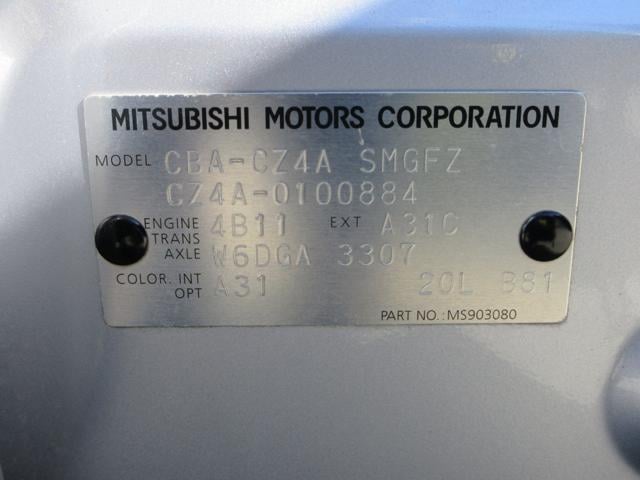 MITSUBISHI MOTORS CORPORATION
MODEL CBA-CZ4A SMGFZ
CZ4A-0100884
ENGINE 4B11 EXT A31C
TRANS
AXLE W6DGA 3307
COLOR. INT A31 20L B81
OPT
PART NO.: MS903080